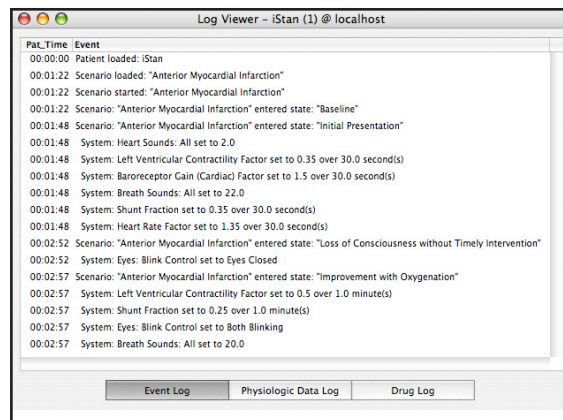 Log Viewer – iStan (1) @ localhost
Pat_Time Event
00:00:00 Patient loaded: iStan
00:01:22 Scenario loaded: "Anterior Myocardial Infarction"
00:01:22 Scenario started: "Anterior Myocardial Infarction"
00:01:22 Scenario: "Anterior Myocardial Infarction" entered state: "Baseline"
00:01:48 Scenario: "Anterior Myocardial Infarction" entered state: "Initial Presentation"
00:01:48 System: Heart Sounds: All set to 2.0
00:01:48 System: Left Ventricular Contractility Factor set to 0.35 over 30.0 second(s)
00:01:48 System: Baroreceptor Gain (Cardiac) Factor set to 1.5 over 30.0 second(s)
00:01:48 System: Breath Sounds: All set to 22.0
00:01:48 System: Shunt Fraction set to 0.35 over 30.0 second(s)
00:01:48 System: Heart Rate Factor set to 1.35 over 30.0 second(s)
00:02:52 Scenario: "Anterior Myocardial Infarction" entered state: "Loss of Consciousness without Timely Intervention"
00:02:52 System: Eyes: Blink Control set to Eyes Closed
00:02:57 Scenario: "Anterior Myocardial Infarction" entered state: "Improvement with Oxygenation"
00:02:57 System: Left Ventricular Contractility Factor set to 0.5 over 1.0 minute(s)
00:02:57 System: Shunt Fraction set to 0.25 over 1.0 minute(s)
00:02:57 System: Eyes: Blink Control set to Both Blinking
00:02:57 System: Breath Sounds: All set to 20.0
Event Log Physiologic Data Log Drug Log